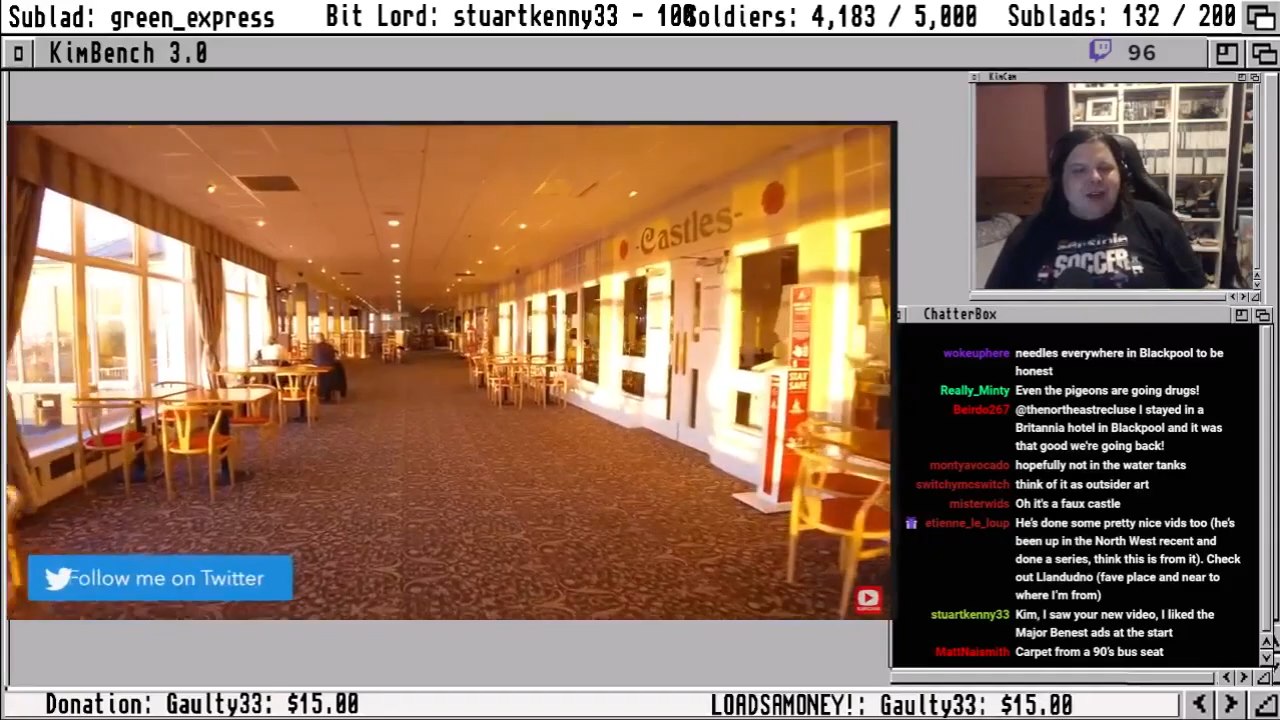 Sublad: green_express
Bit Lord: stuartkenny33 - 100
Soldiers: 4,183 / 5,000
Sublads: 132 / 200
KimBench 3.0
96
KimCam
-Castles-
STAY SAFE
SOCCER
Follow me on Twitter
ChatterBox
wokeuphere needles everywhere in Blackpool to be
honest
Really_Minty Even the pigeons are going drugs!
Beirdo267 @thenortheastrecluse I stayed in a
Britannia hotel in Blackpool and it was
that good we're going back!
montyavocado hopefully not in the water tanks
switchymcswitch think of it as outsider art
misterwids Oh it's a faux castle
etienne_le_loup He's done some pretty nice vids too (he's
been up in the North West recent and
done a series, think this is from it). Check
out Llandudno (fave place and near to
where I'm from)
stuartkenny33 Kim, I saw your new video, I liked the
Major Benest ads at the start
MattNaismith Carpet from a 90's bus seat
Donation: Gaulty33: $15.00
LOADSAMONEY!: Gaulty33: $15.00